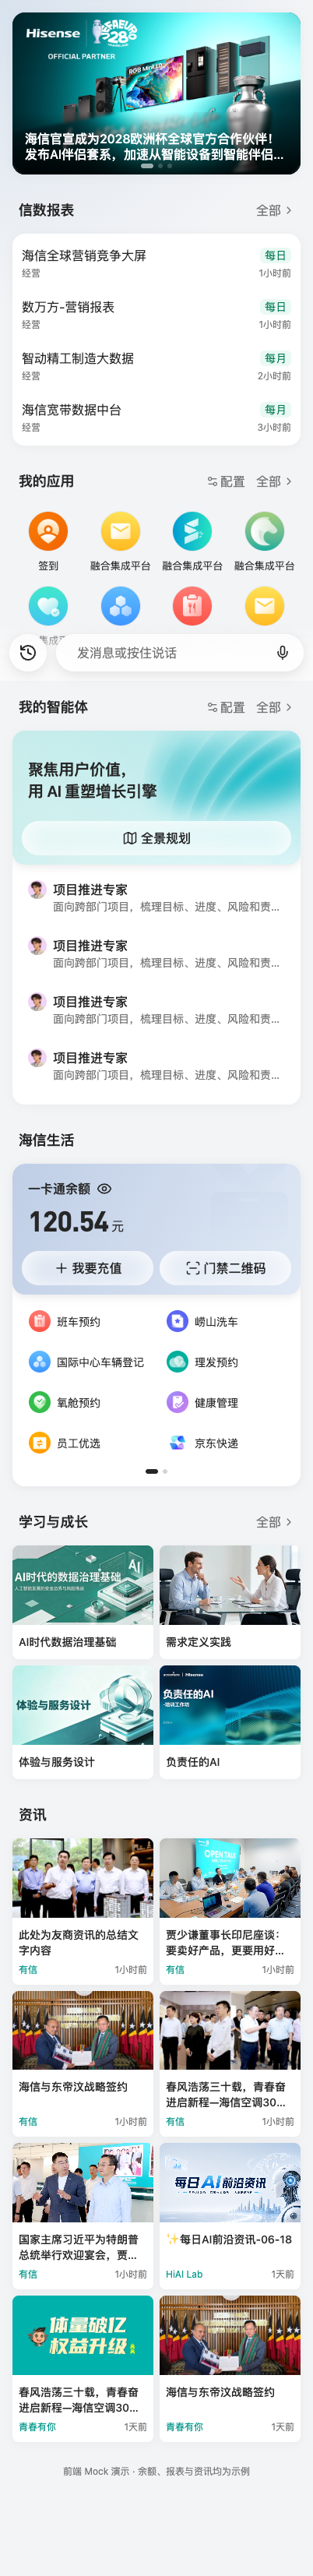 Hisense
UEFA EURO 2028
OFFICIAL PARTNER
RGB MiniLED
海信官宣成为2028欧洲杯全球官方合作伙伴!
发布AI伴侣套系，加速从智能设备到智能伴侣...
信数报表
全部
海信全球营销竞争大屏
每日
经营
1小时前
数万方-营销报表
每日
经营
1小时前
智动精工制造大数据
每月
经营
2小时前
海信宽带数据中台
每月
经营
3小时前
我的应用
配置 全部
签到
融合集成平台
融合集成平台
融合集成平台
发消息或按住说话
我的智能体
配置 全部
聚焦用户价值，
用 AI 重塑增长引擎
全景规划
项目推进专家
面向跨部门项目，梳理目标、进度、风险和责...
项目推进专家
面向跨部门项目，梳理目标、进度、风险和责...
项目推进专家
面向跨部门项目，梳理目标、进度、风险和责...
项目推进专家
面向跨部门项目，梳理目标、进度、风险和责...
海信生活
一卡通余额
120.54 元
我要充值
门禁二维码
班车预约
崂山洗车
国际中心车辆登记
理发预约
氧舱预约
健康管理
员工优选
京东快递
学习与成长
全部
AI时代的数据治理基础
AI时代数据治理基础
需求定义实践
体验与服务设计
体验与服务设计
Hisense
负责任的AI
-培训工作坊
负责任的AI
资讯
此处为友商资讯的总结文
字内容
有信
1小时前
OPEN TALK
贾少谦董事长印尼座谈：
要卖好产品，更要用好...
有信
1小时前
海信与东帝汶战略签约
有信
1小时前
春风浩荡三十载，青春奋
进启新程—海信空调30...
有信
1小时前
国家主席习近平为特朗普
总统举行欢迎宴会，贾...
有信
1小时前
每日AI前沿资讯
✨每日AI前沿资讯-06-18
HiAI Lab
1天前
体量破亿
权益升级
春风浩荡三十载，青春奋
进启新程—海信空调30...
青春有你
1天前
海信与东帝汶战略签约
青春有你
1天前
前端 Mock 演示 · 余额、报表与资讯均为示例